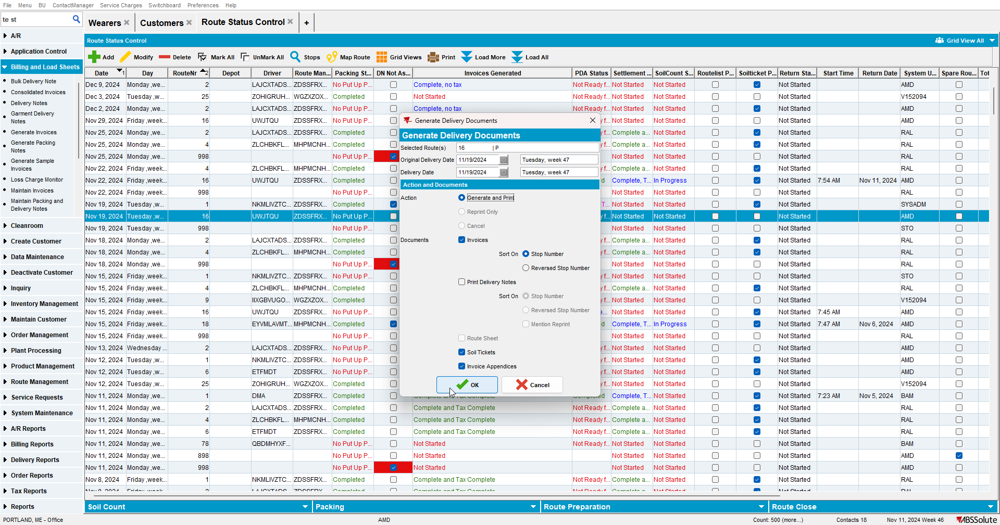 File Menu BU ContactManager Service Charges Switchboard Preferences Help
te st
Wearers Customers Route Status Control +
Route Status Control Grid View All
Add Modify Delete Mark All UnMark All Stops Map Route Grid Views Print Load More Load All
A/R
Application Control
Billing and Load Sheets
Bulk Delivery Note
Consolidated Invoices
Delivery Notes
Garment Delivery
Notes
Generate Invoices
Generate Packing
Notes
Generate Sample
Invoices
Loss Charge Monitor
Maintain Invoices
Maintain Packing and
Delivery Notes
Cleanroom
Create Customer
Data Maintenance
Deactivate Customer
Inquiry
Inventory Management
Maintain Customer
Order Management
Plant Processing
Product Management
Route Management
Service Requests
System Maintenance
A/R Reports
Billing Reports
Delivery Reports
Order Reports
Tax Reports
Reports
Date 1 Day RouteNr 2 Depot Driver Route Man... Packing St... DN Not As... Invoices Generated PDA Status Settlement ... SoilCount S... Routelist P... Soilticket P... Return Sta... Start Time Return Date System U... Spare Rou... Tot
Dec 9, 2024 Monday ,we... 2 LAJCXTADS... ZDSSFRX... No Put Up P... Complete, no tax Not Ready f... Not Started Not Started Not Started AMD
Dec 3, 2024 Tuesday ,w... 25 ZOHIGRUH... WGZXZOX... Completed Not Started Not Ready f... Not Started Not Started Not Started V152094
Dec 2, 2024 Monday ,we... 2 LAJCXTADS... ZDSSFRX... No Put Up P... Complete, no tax Not Ready f... Not Started Not Started Not Started AMD
Nov 29, 2024 Friday ,week... 16 UWJTQU ZDSSFRX... No Put Up P... f... Not Started Not Started Not Started AMD
Nov 25, 2024 Monday ,we... 2 LAJCXTADS... ZDSSFRX... Completed f... Complete a... Not Started Not Started RAL
Nov 25, 2024 Monday ,we... 4 ZLCHBKFL... MHPMCNH... Completed f... Complete a... Not Started Not Started RAL
Nov 25, 2024 Monday ,we... 998 No Put Up P... f... Not Started Not Started Not Started RAL
Nov 22, 2024 Friday ,week... 4 ZLCHBKFL... MHPMCNH... Completed f... Complete a... Not Started Not Started RAL
Nov 22, 2024 Friday ,week... 16 UWJTQU ZDSSFRX... Completed d Complete, T... In Progress Not Started 7:54 AM Nov 11, 2024 AMD
Nov 22, 2024 Friday ,week... 998 No Put Up P... f... Not Started Not Started Not Started RAL
Nov 19, 2024 Tuesday ,w... 1 NKMLIVZTC... ZDSSFRX... Completed T... Not Started Not Started Not Started SYSADM
Nov 19, 2024 Tuesday ,w... 16 UWJTQU ZDSSFRX... No Put Up P... f... Not Started Not Started Not Started AMD
Nov 19, 2024 Tuesday ,w... 998 No Put Up P... f... Not Started Not Started Not Started STO
Nov 18, 2024 Monday ,we... 2 LAJCXTADS... ZDSSFRX... Completed f... Complete a... Not Started Not Started RAL
Nov 18, 2024 Monday ,we... 4 ZLCHBKFL... MHPMCNH... Completed f... Complete a... Not Started Not Started RAL
Nov 18, 2024 Monday ,we... 998 No Put Up P... f... Not Started Not Started Not Started RAL
Nov 15, 2024 Friday ,week... 1 NKMLIVZTC... ZDSSFRX... No Put Up P... f... Not Started Not Started Not Started STO
Nov 15, 2024 Friday ,week... 4 ZLCHBKFL... MHPMCNH... Completed f... Complete a... Not Started Not Started RAL
Nov 15, 2024 Friday ,week... 9 IIXGBVUGO... WGZXZOX... Completed f... Not Started Not Started Not Started V152094
Nov 15, 2024 Friday ,week... 16 UWJTQU ZDSSFRX... Completed e... Not Started Not Started Not Started 7:45 AM AMD
Nov 15, 2024 Friday ,week... 18 EYVMLAVMT... MHPMCNH... Completed d Complete, T... In Progress Not Started 7:47 AM Nov 6, 2024 AMD
Nov 15, 2024 Friday ,week... 998 No Put Up P... f... Not Started Not Started Not Started RAL
Nov 13, 2024 Wednesday ... 2 LAJCXTADS... ZDSSFRX... No Put Up P... f... Not Started Not Started Not Started AMD
Nov 12, 2024 Tuesday ,w... 1 NKMLIVZTC... ZDSSFRX... No Put Up P... f... Not Started Not Started Not Started AMD
Nov 12, 2024 Tuesday ,w... 6 ETFMDT ZDSSFRX... No Put Up P... f... Not Started Not Started Not Started AMD
Nov 12, 2024 Tuesday ,w... 25 ZOHIGRUH... WGZXZOX... Completed f... Not Started Not Started Not Started V152094
Nov 11, 2024 Monday ,we... 1 DMA ZDSSFRX... Completed Complete and Tax Complete Completed Complete, T... Not Started Not Started 7:23 AM Nov 5, 2024 BAM
Nov 11, 2024 Monday ,we... 2 LAJCXTADS... ZDSSFRX... Completed Complete and Tax Complete Not Ready f... Complete a... Not Started Not Started RAL
Nov 11, 2024 Monday ,we... 4 ZLCHBKFL... MHPMCNH... Completed Complete and Tax Complete Not Ready f... Complete a... Not Started Not Started RAL
Nov 11, 2024 Monday ,we... 6 ETFMDT ZDSSFRX... Completed Complete and Tax Complete Not Ready f... Complete a... Not Started Not Started RAL
Nov 11, 2024 Monday ,we... 78 QBDMHYXF... No Put Up P... Not Started Not Ready f... Not Started Not Started Not Started BAM
Nov 11, 2024 Monday ,we... 898 No Put Up P... Not Started Not Started Not Started Not Started AMD
Nov 11, 2024 Monday ,we... 998 No Put Up P... Not Started Not Started Not Started Not Started AMD
Nov 8, 2024 Friday ,week... 1 NKMLIVZTC... ZDSSFRX... Completed Complete and Tax Complete Not Ready f... Complete a... Not Started Not Started RAL
Nov 8, 2024 Friday ,week... 2 LAJCXTADS... ZDSSFRX... Completed Complete and Tax Complete Not Ready f... Complete a... Not Started Not Started RAL
Generate Delivery Documents
Generate Delivery Documents
Selected Route(s) 16 | P
Original Delivery Date 11/19/2024 Tuesday, week 47
Delivery Date 11/19/2024 Tuesday, week 47
Action and Documents
Action Generate and Print
Reprint Only
Cancel
Documents Invoices
Sort On Stop Number
Reversed Stop Number
Print Delivery Notes
Sort On Stop Number
Reversed Stop Number
Mention Reprint
Route Sheet
Soil Tickets
Invoice Appendices
OK Cancel
Soil Count Packing Route Preparation Route Close
PORTLAND, ME - Office AMD Count: 500 (more...) Contacts 18 Nov 11, 2024 Week 46 ABSSolute